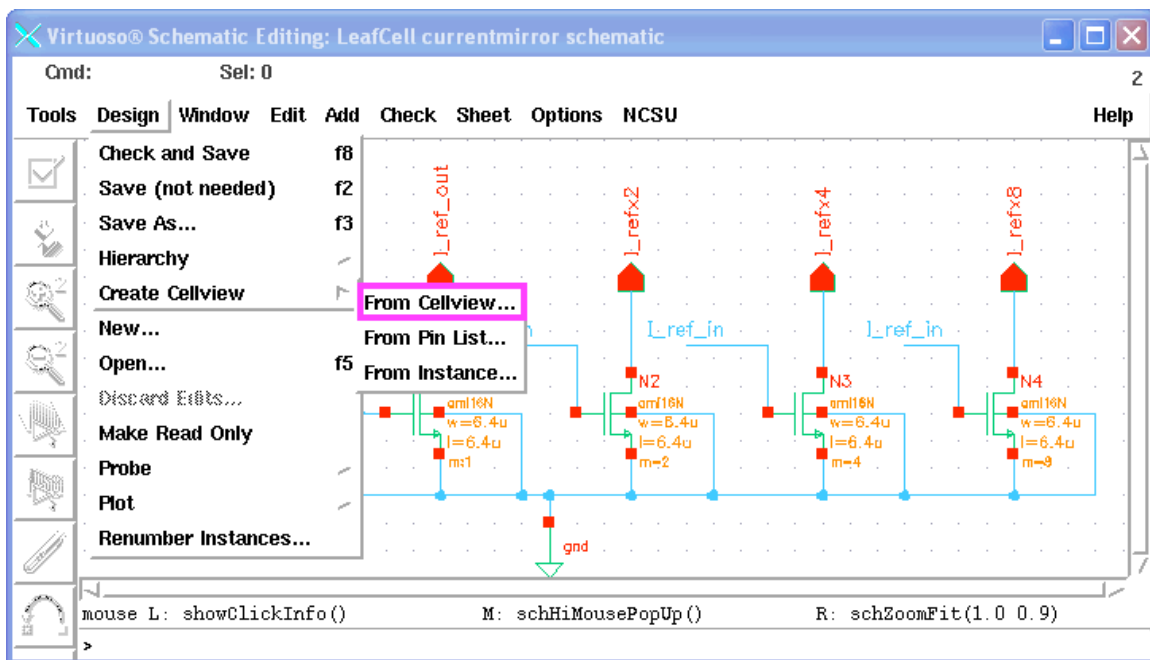 Virtuoso® Schematic Editing: LeafCell currentmirror schematic
Cmd: Sel: 0
2
Tools Design Window Edit Add Check Sheet Options NCSU Help
Check and Save f8
Save (not needed) f2
Save As... f3
Hierarchy
Create Cellview
New...
Open... f5
Discard Edits...
Make Read Only
Probe
Plot
Renumber Instances...
From Cellview...
From Pin List...
From Instance...
I_ref_out
I_refx2
I_refx4
I_refx8
I_ref_in
I_ref_in
ami16N
w=6.4u
l=6.4u
m:1
N2
ami16N
w=6.4u
l=6.4u
m=2
N3
ami16N
w=6.4u
l=6.4u
m=4
N4
ami16N
w=6.4u
l=6.4u
gnd
2
2
mouse L: showClickInfo() M: schHiMousePopUp() R: schZoomFit(1.0 0.9)
>